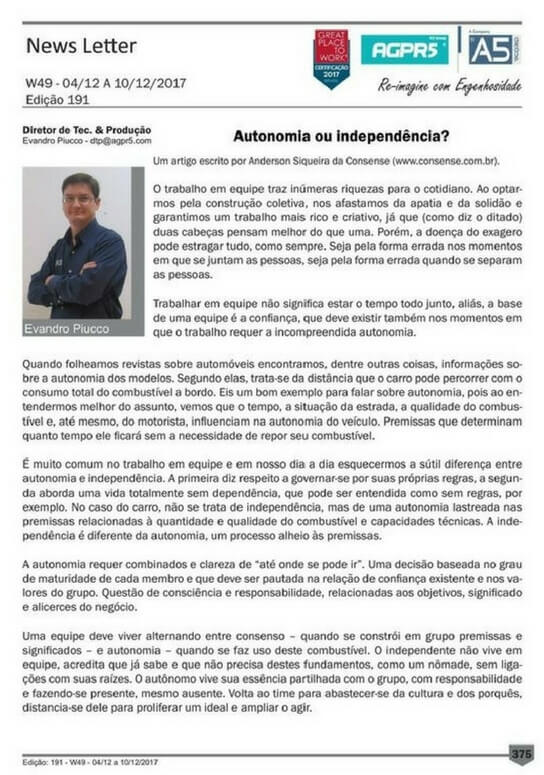 News Letter
GREAT
PLACE
TO
WORK®
CERTIFICAÇÃO
2017
AGPR5
A Company
A5
Re-imagine com Engenhosidade
W49 - 04/12 A 10/12/2017
Edição 191
Diretor de Tec. & Produção
Evandro Piucco - dtp@agpr5.com
Autonomia ou independência?
Um artigo escrito por Anderson Siqueira da Consense (www.consense.com.br).
O trabalho em equipe traz inúmeras riquezas para o cotidiano. Ao optar-
mos pela construção coletiva, nos afastamos da apatia e da solidão e
garantimos um trabalho mais rico e criativo, já que (como diz o ditado)
duas cabeças pensam melhor do que uma. Porém, a doença do exagero
pode estragar tudo, como sempre. Seja pela forma errada nos momentos
em que se juntam as pessoas, seja pela forma errada quando se separam
as pessoas.
Trabalhar em equipe não significa estar o tempo todo junto, aliás, a base
de uma equipe é a confiança, que deve existir também nos momentos em
que o trabalho requer a incompreendida autonomia.
Evandro Piucco
Quando folheamos revistas sobre automóveis encontramos, dentre outras coisas, informações so-
bre a autonomia dos modelos. Segundo elas, trata-se da distância que o carro pode percorrer com o
consumo total do combustível a bordo. Eis um bom exemplo para falar sobre autonomia, pois ao en-
tendermos melhor do assunto, vemos que o tempo, a situação da estrada, a qualidade do combus-
tível e, até mesmo, do motorista, influenciam na autonomia do veículo. Premissas que determinam
quanto tempo ele ficará sem a necessidade de repor seu combustível.
É muito comum no trabalho em equipe e em nosso dia a dia esquecermos a sútil diferença entre
autonomia e independência. A primeira diz respeito a governar-se por suas próprias regras, a segun-
da aborda uma vida totalmente sem dependência, que pode ser entendida como sem regras, por
exemplo. No caso do carro, não se trata de independência, mas de uma autonomia lastreada nas
premissas relacionadas à quantidade e qualidade do combustível e capacidades técnicas. A inde-
pendência é diferente da autonomia, um processo alheio às premissas.
A autonomia requer combinados e clareza de “até onde se pode ir”. Uma decisão baseada no grau
de maturidade de cada membro e que deve ser pautada na relação de confiança existente e nos va-
lores do grupo. Questão de consciência e responsabilidade, relacionadas aos objetivos, significado
e alicerces do negócio.
Uma equipe deve viver alternando entre consenso – quando se constrói em grupo premissas e
significados – e autonomia – quando se faz uso deste combustível. O independente não vive em
equipe, acredita que já sabe e que não precisa destes fundamentos, como um nômade, sem liga-
ções com suas raízes. O autônomo vive sua essência partilhada com o grupo, com responsabilidade
e fazendo-se presente, mesmo ausente. Volta ao time para abastecer-se da cultura e dos porquês,
distancia-se dele para proliferar um ideal e ampliar o agir.
375
Edição: 191 - W49 - 04/12 a 10/12/2017